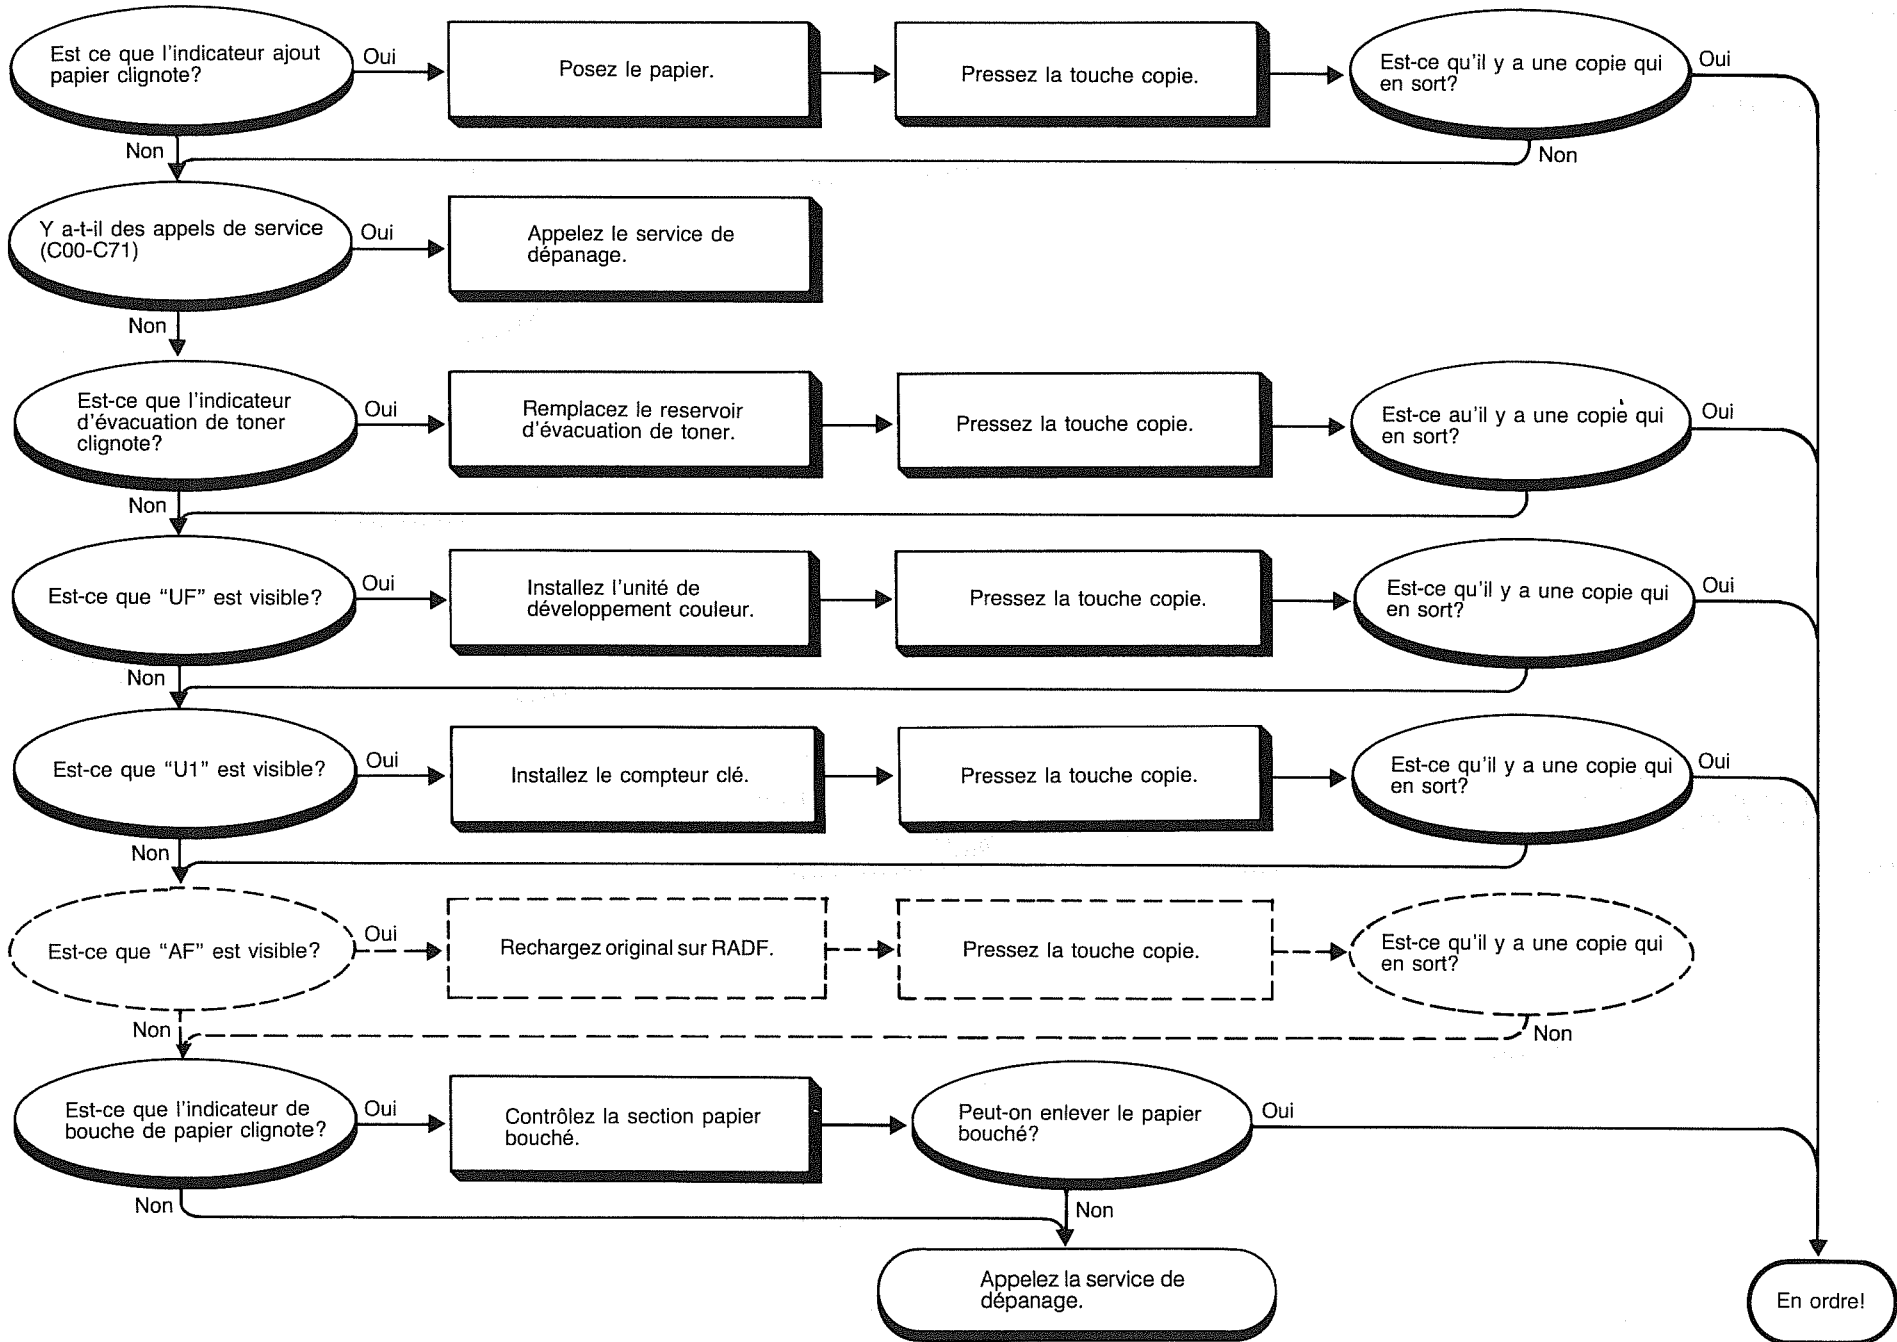 Est ce que l'indicateur ajout
papier clignote?
Oui
Posez le papier.
Pressez la touche copie.
Est-ce qu'il y a une copie qui
en sort?
Oui
Non
Non
Y a-t-il des appels de service
(C00-C71)
Oui
Appelez le service de
dépanage.
Non
Est-ce que l'indicateur
d'évacuation de toner
clignote?
Oui
Remplacez le reservoir
d'évacuation de toner.
Pressez la touche copie.
Est-ce au'il y a une copie qui
en sort?
Oui
Non
Est-ce que “UF” est visible?
Oui
Installez l'unité de
développement couleur.
Pressez la touche copie.
Est-ce qu'il y a une copie qui
en sort?
Oui
Non
Est-ce que “U1” est visible?
Oui
Installez le compteur clé.
Pressez la touche copie.
Est-ce qu'il y a une copie qui
en sort?
Oui
Non
Est-ce que “AF” est visible?
Oui
Rechargez original sur RADF.
Pressez la touche copie.
Est-ce qu'il y a une copie qui
en sort?
Non
Non
Est-ce que l'indicateur de
bouche de papier clignote?
Oui
Contrôlez la section papier
bouché.
Peut-on enlever le papier
bouché?
Oui
Non
Non
Appelez la service de
dépanage.
En ordre!